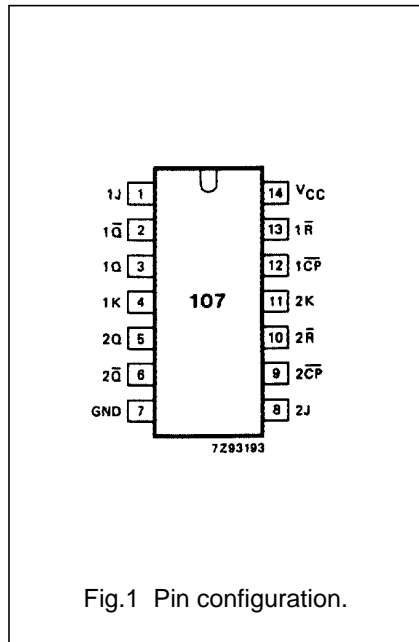 1J 1 14 VCC
1Q̅ 2 13 1R̅
1Q 3 12 1C̅P̅
1K 4 107 11 2K
2Q 5 10 2R̅
2Q̅ 6 9 2C̅P̅
GND 7 8 2J
7Z93193
Fig.1 Pin configuration.